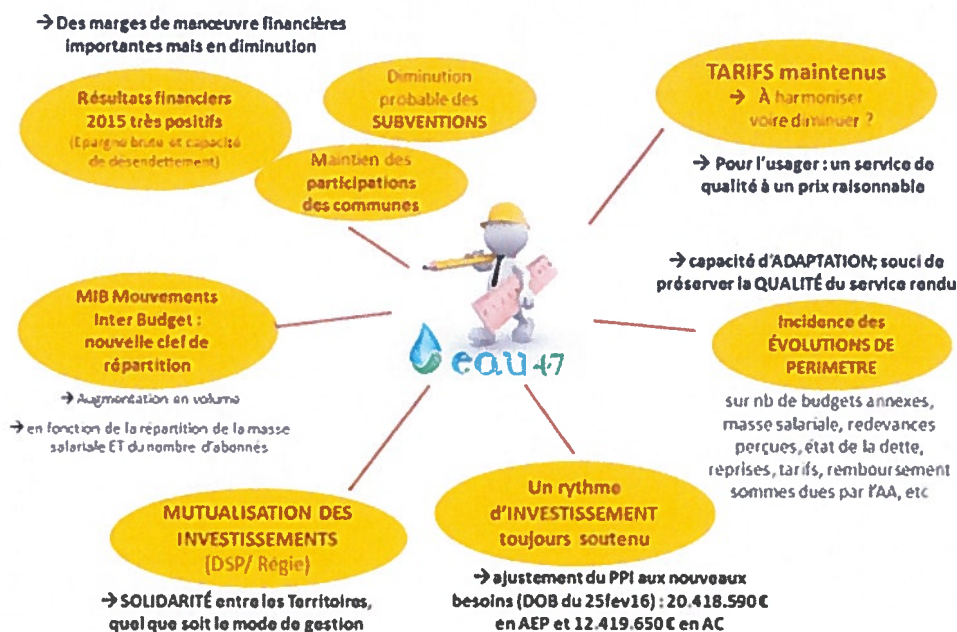 → Des marges de manœuvre financières
importantes mais en diminution
Résultats financiers
2015 très positifs
(Epargne brute et capacité
de désendettement)
Diminution
probable des
SUBVENTIONS
Maintien des
participations
des communes
TARIFS maintenus
→ À harmoniser
voire diminuer ?
→ Pour l'usager : un service de
qualité à un prix raisonnable
MIB Mouvements
Inter Budget :
nouvelle clef de
répartition
→ Augmentation en volume
→ en fonction de la répartition de la masse
salariale ET du nombre d'abonnés
eau47
→ capacité d'ADAPTATION; souci de
préserver la QUALITÉ du service rendu
Incidence des
ÉVOLUTIONS DE
PERIMETRE
sur nb de budgets annexes,
masse salariale, redevances
perçues, état de la dette,
reprises, tarifs, remboursement
sommes dues par l'AA, etc
MUTUALISATION DES
INVESTISSEMENTS
(DSP/ Régie)
→ SOLIDARITÉ entre les Territoires,
quel que soit le mode de gestion
Un rythme
d'INVESTISSEMENT
toujours soutenu
→ ajustement du PPI aux nouveaux
besoins (DOB du 25fev16) : 20.418.590€
en AEP et 12.419.650€ en AC